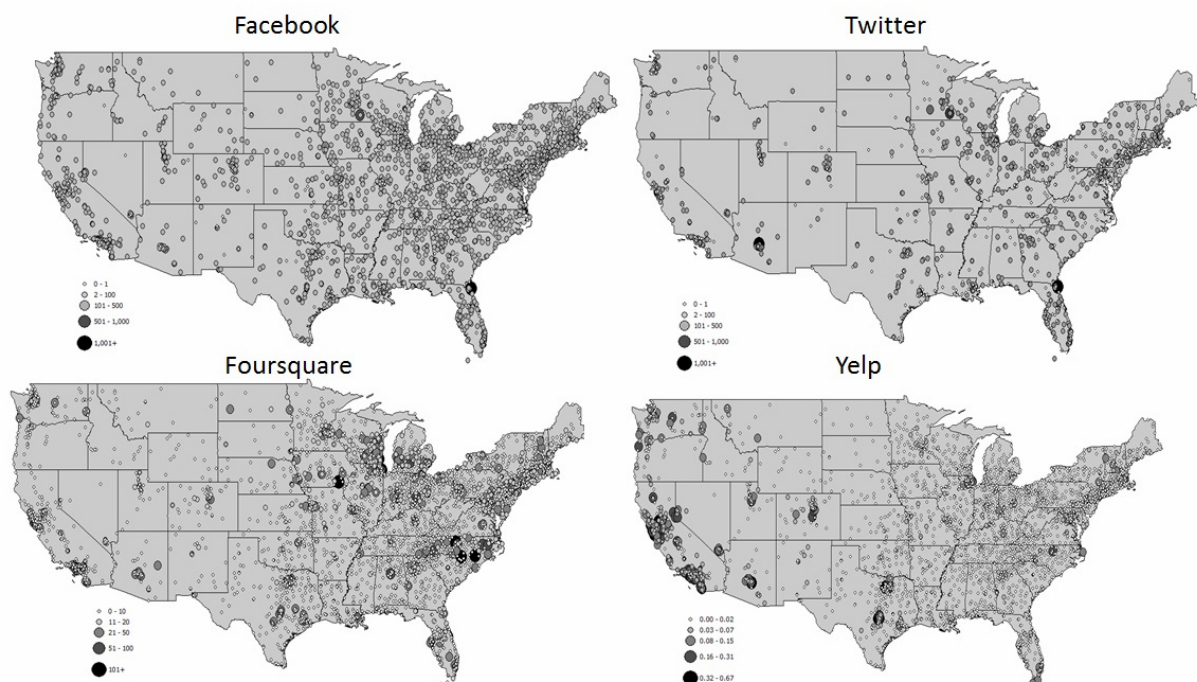 Facebook
Twitter
0 - 1
2 - 100
101 - 500
501 - 1,000
1,001+
0 - 1
2 - 100
101 - 500
501 - 1,000
1,001+
Foursquare
Yelp
0 - 10
11 - 20
21 - 50
51 - 100
101+
0.00 - 0.02
0.03 - 0.07
0.08 - 0.15
0.16 - 0.31
0.32 - 0.67